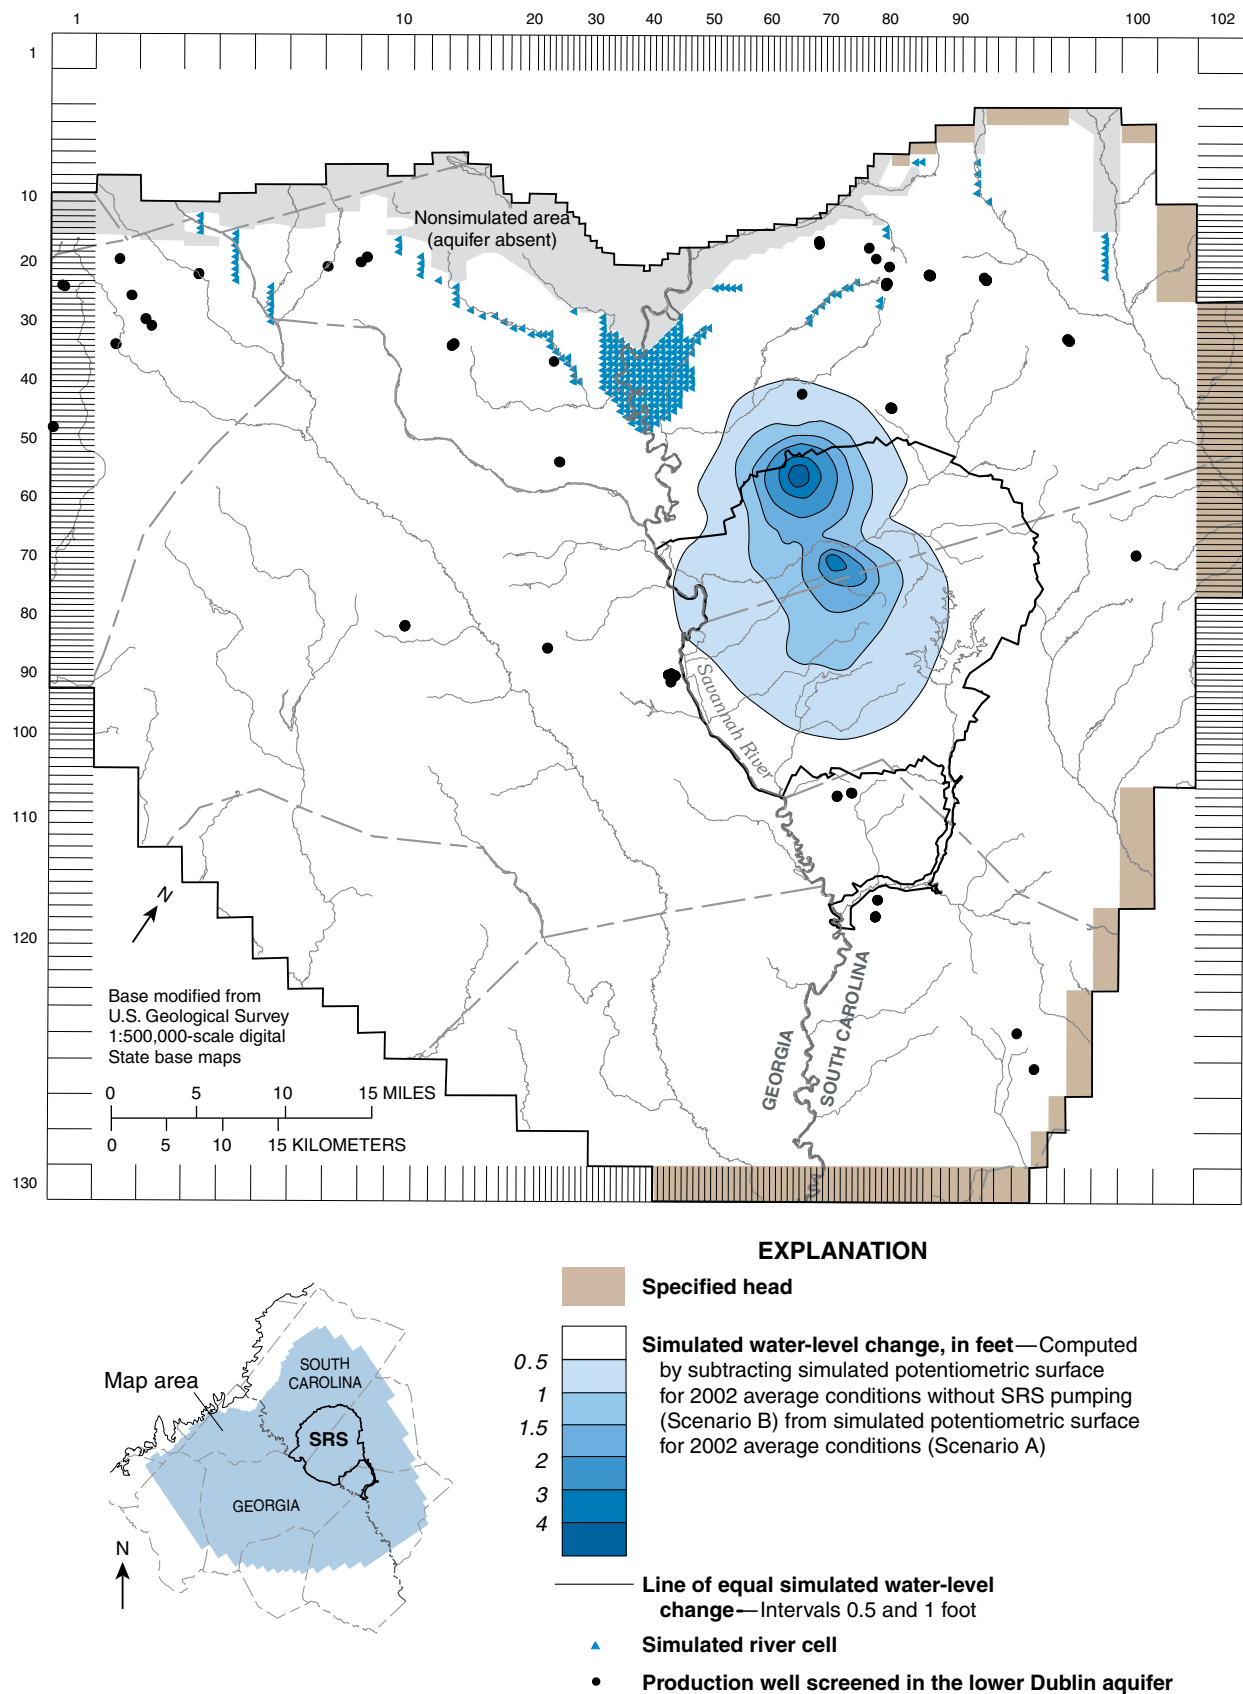 1 10 20 30 40 50 60 70 80 90 100 102
1
10
20
30
40
50
60
70
80
90
100
110
120
130
Nonsimulated area
(aquifer absent)
Savannah River
N
GEORGIA
SOUTH CAROLINA
Base modified from
U.S. Geological Survey
1:500,000-scale digital
State base maps
0 5 10 15 MILES
0 5 10 15 KILOMETERS
EXPLANATION
Specified head
Simulated water-level change, in feet—Computed
by subtracting simulated potentiometric surface
for 2002 average conditions without SRS pumping
(Scenario B) from simulated potentiometric surface
for 2002 average conditions (Scenario A)
0.5
1
1.5
2
3
4
Line of equal simulated water-level
change—Intervals 0.5 and 1 foot
Simulated river cell
Production well screened in the lower Dublin aquifer
Map area
SOUTH
CAROLINA
SRS
GEORGIA
N